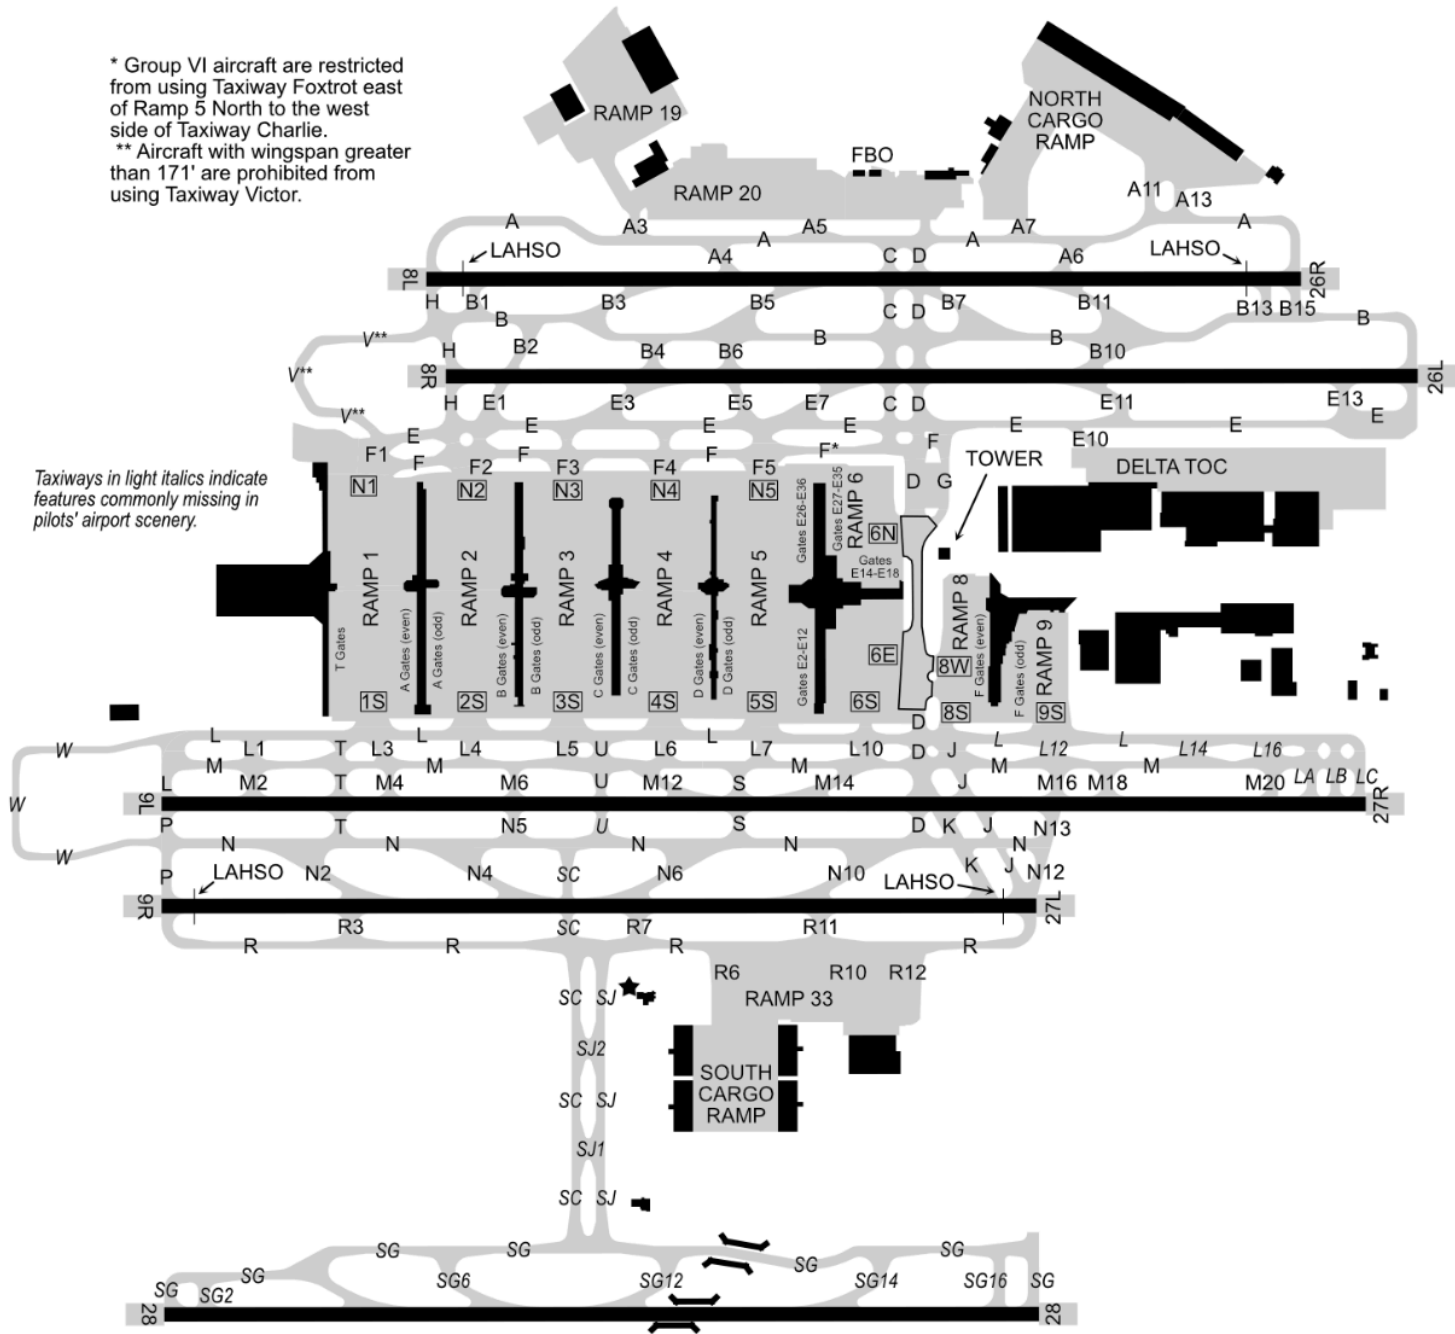 * Group VI aircraft are restricted
from using Taxiway Foxtrot east
of Ramp 5 North to the west
side of Taxiway Charlie.
** Aircraft with wingspan greater
than 171' are prohibited from
using Taxiway Victor.
RAMP 19
NORTH
CARGO
RAMP
FBO
RAMP 20
A11
A13
A
A3
A
A5
A
A7
A
LAHSO
A4
C
D
A6
LAHSO
8L
26R
H
B1
B3
B5
C
D
B7
B11
B13
B15
B
B
B
B
V**
H
B2
B4
B6
B10
V**
8R
26L
H
E1
E3
E5
E7
C
D
E11
E13
V**
E
E
E
E
E
E
E
E
F1
F
F2
F
F3
F4
F
F5
F*
F
E10
Taxiways in light italics indicate
features commonly missing in
pilots' airport scenery.
N1
N2
N3
N4
N5
D
G
TOWER
DELTA TOC
Gates E26-E36
Gates E27-E35
RAMP 6
6N
Gates
E14-E18
RAMP 1
RAMP 2
RAMP 3
RAMP 4
RAMP 5
RAMP 8
RAMP 9
T Gates
A Gates (even)
A Gates (odd)
B Gates (even)
B Gates (odd)
C Gates (even)
C Gates (odd)
D Gates (even)
D Gates (odd)
Gates E2-E12
6E
8W
F Gates (even)
F Gates (odd)
1S
2S
3S
4S
5S
6S
8S
9S
D
W
L
L1
T
L3
L
L4
L5
U
L6
L
L7
L10
D
J
L
L12
L
L14
L16
M
M
M
M
M
L
M2
T
M4
M6
U
M12
S
M14
J
M16
M18
M20
LA
LB
LC
W
9L
27R
P
T
N5
U
S
D
K
J
N13
W
N
N
N
N
N
P
LAHSO
N2
N4
SC
N6
N10
LAHSO
K
J
N12
9R
27L
R
R3
R
SC
R7
R
R11
R
R6
R10
R12
SC
SJ
RAMP 33
SJ2
SOUTH
CARGO
RAMP
SC
SJ
SJ1
SC
SJ
SG
SG
SG
SG
SG
SG
SG2
SG6
SG12
SG14
SG16
SG
28
28